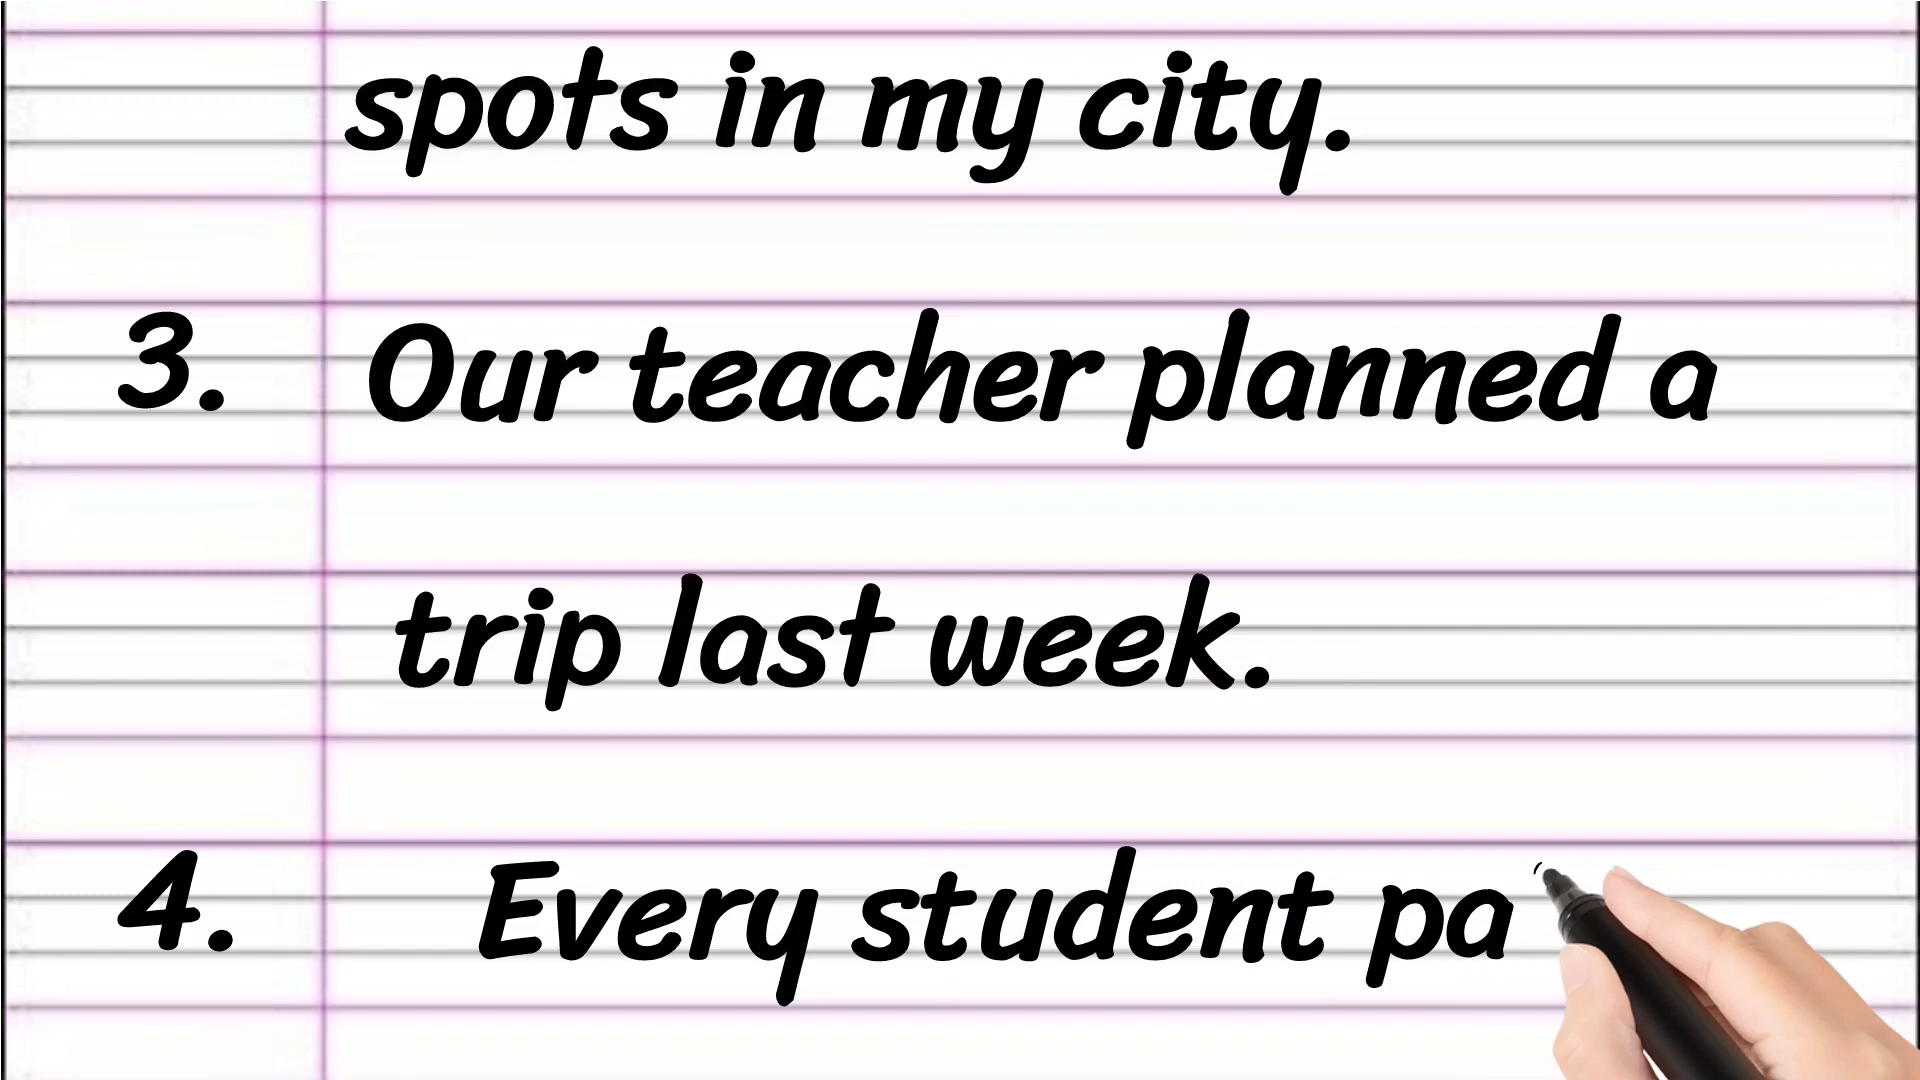 spots in my city.
3. Our teacher planned a
trip last week.
4. Every student pa